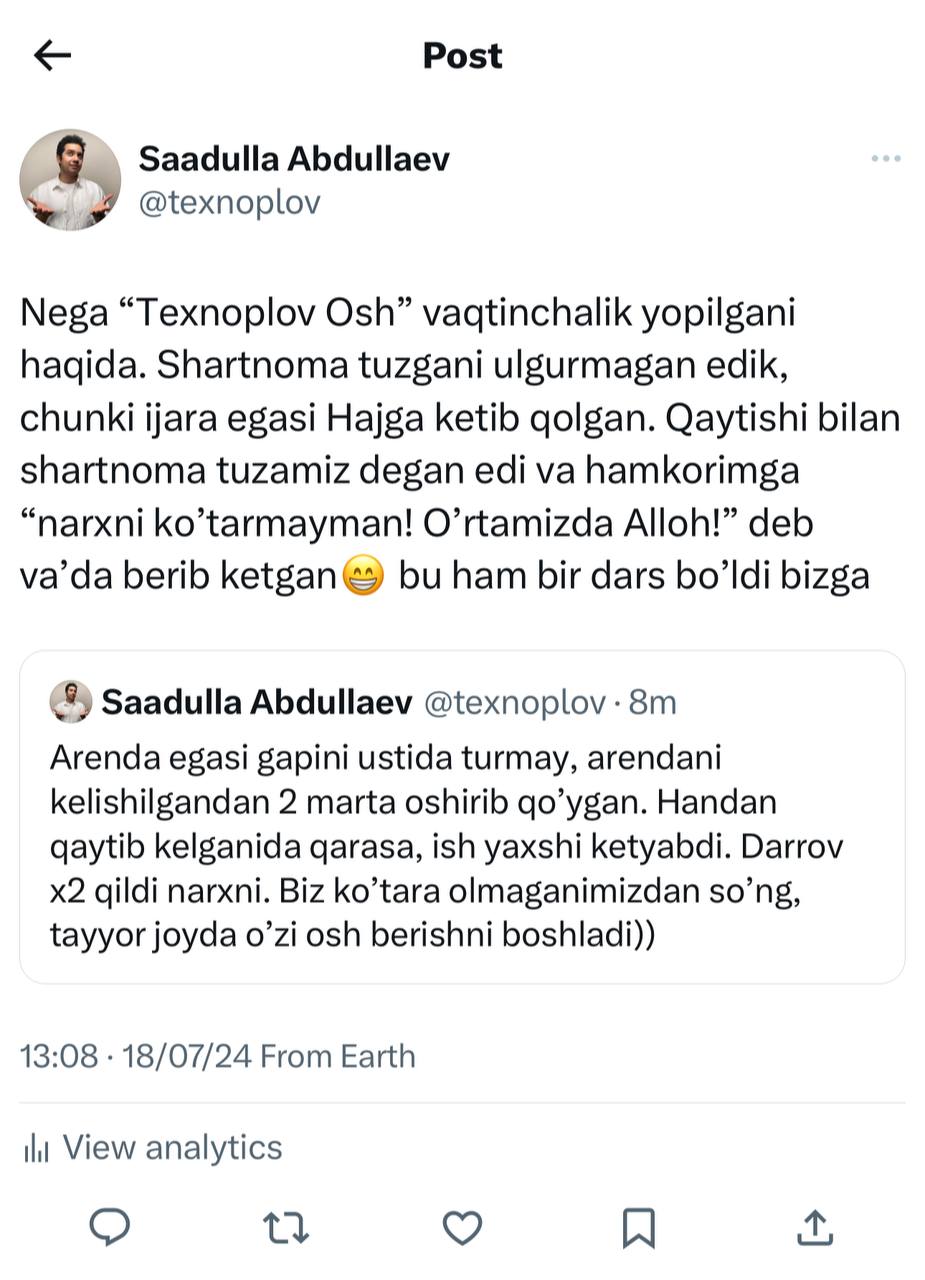 Post
Saadulla Abdullaev
@texnoplov
Nega “Texnoplov Osh” vaqtinchalik yopilgani
haqida. Shartnoma tuzgani ulgurmagan edik,
chunki ijara egasi Hajga ketib qolgan. Qaytishi bilan
shartnoma tuzamiz degan edi va hamkorimga
“narxni ko’tarmayman! O’rtamizda Alloh!” deb
va’da berib ketgan😁 bu ham bir dars bo’ldi bizga
Saadulla Abdullaev @texnoplov · 8m
Arenda egasi gapini ustida turmay, arendani
kelishilgandan 2 marta oshirib qo’ygan. Handan
qaytib kelganida qarasa, ish yaxshi ketyabdi. Darrov
x2 qildi narxni. Biz ko’tara olmaganimizdan so’ng,
tayyor joyda o’zi osh berishni boshladi))
13:08 · 18/07/24 From Earth
View analytics